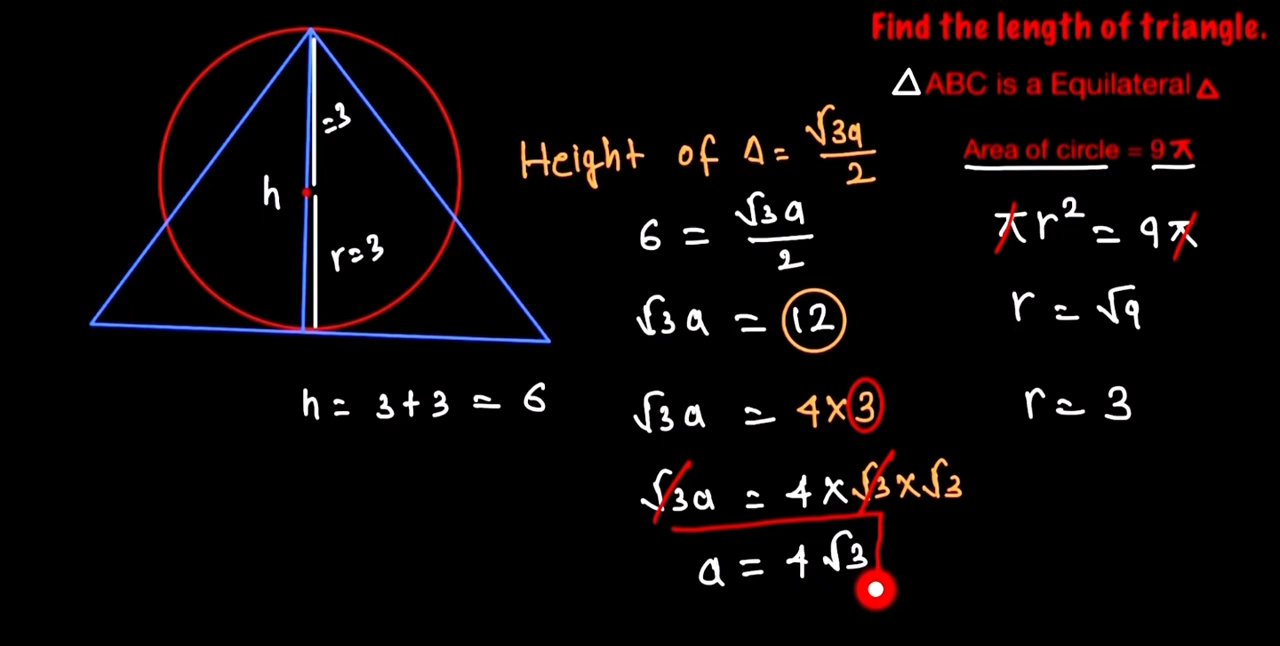 Find the length of triangle.
△ABC is a Equilateral △
Area of circle = 9π
πr² = 9π
r = √9
r = 3
=3
h
r=3
h = 3+3 = 6
Height of Δ = √3a/2
6 = √3a/2
√3a = 12
√3a = 4×3
√3a = 4×√3×√3
a = 4√3